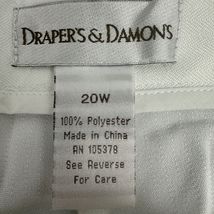 DRAPER'S & DAMON'S
20W
100% Polyester
Made in China
RN 105378
See Reverse
For Care